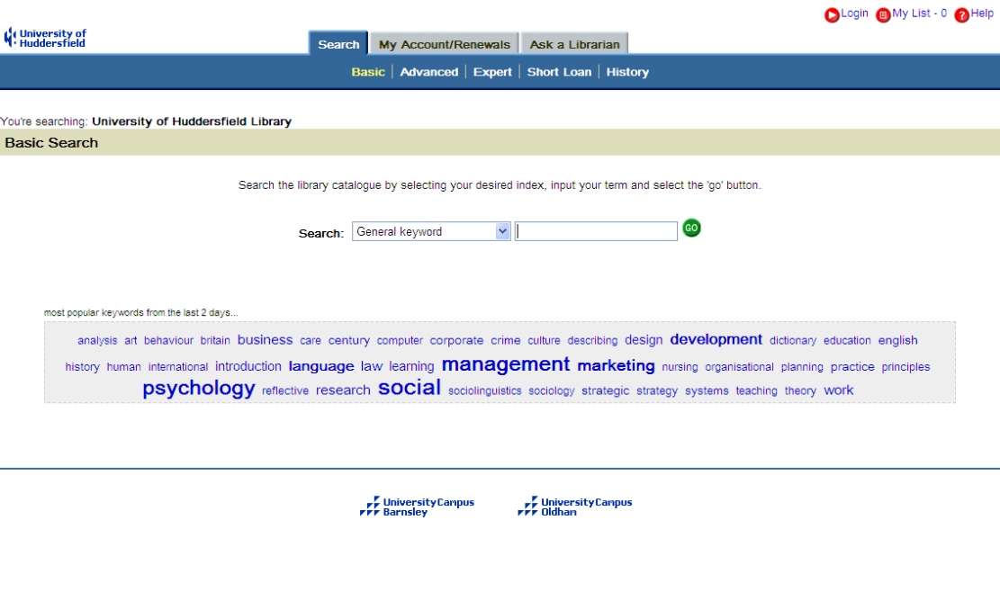 Login My List - 0 Help
University of
Huddersfield
Search My Account/Renewals Ask a Librarian
Basic | Advanced | Expert | Short Loan | History
You're searching: University of Huddersfield Library
Basic Search
Search the library catalogue by selecting your desired index, input your term and select the 'go' button.
Search: General keyword GO
most popular keywords from the last 2 days...
analysis art behaviour britain business care century computer corporate crime culture describing design development dictionary education english
history human international introduction language law learning management marketing nursing organisational planning practice principles
psychology reflective research social sociolinguistics sociology strategic strategy systems teaching theory work
University Campus University Campus
Barnsley Oldham